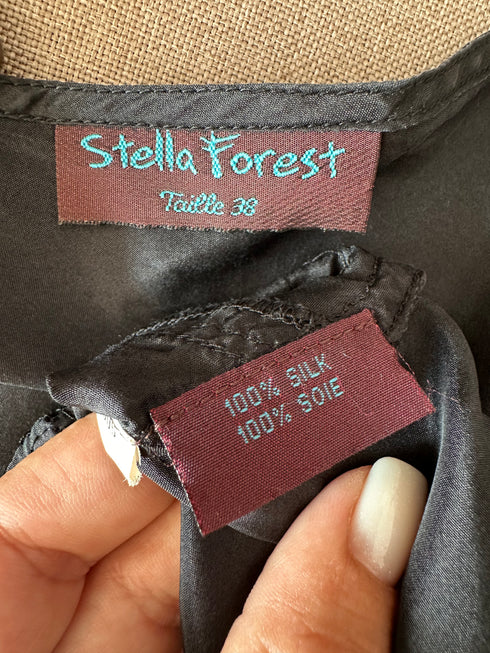 Stella Forest
Taille 38
100% SILK
100% SOIE